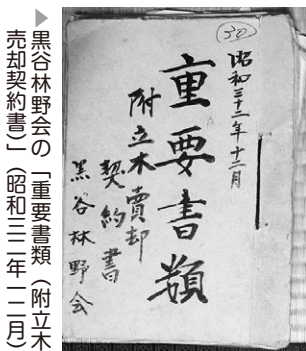 ▶黒谷林野会の「重要書類（附立木
売却契約書）」（昭和三二年一二月）
30
昭和三十二年十二月
重要書類
附立木賣却
契約書
黒谷林野会